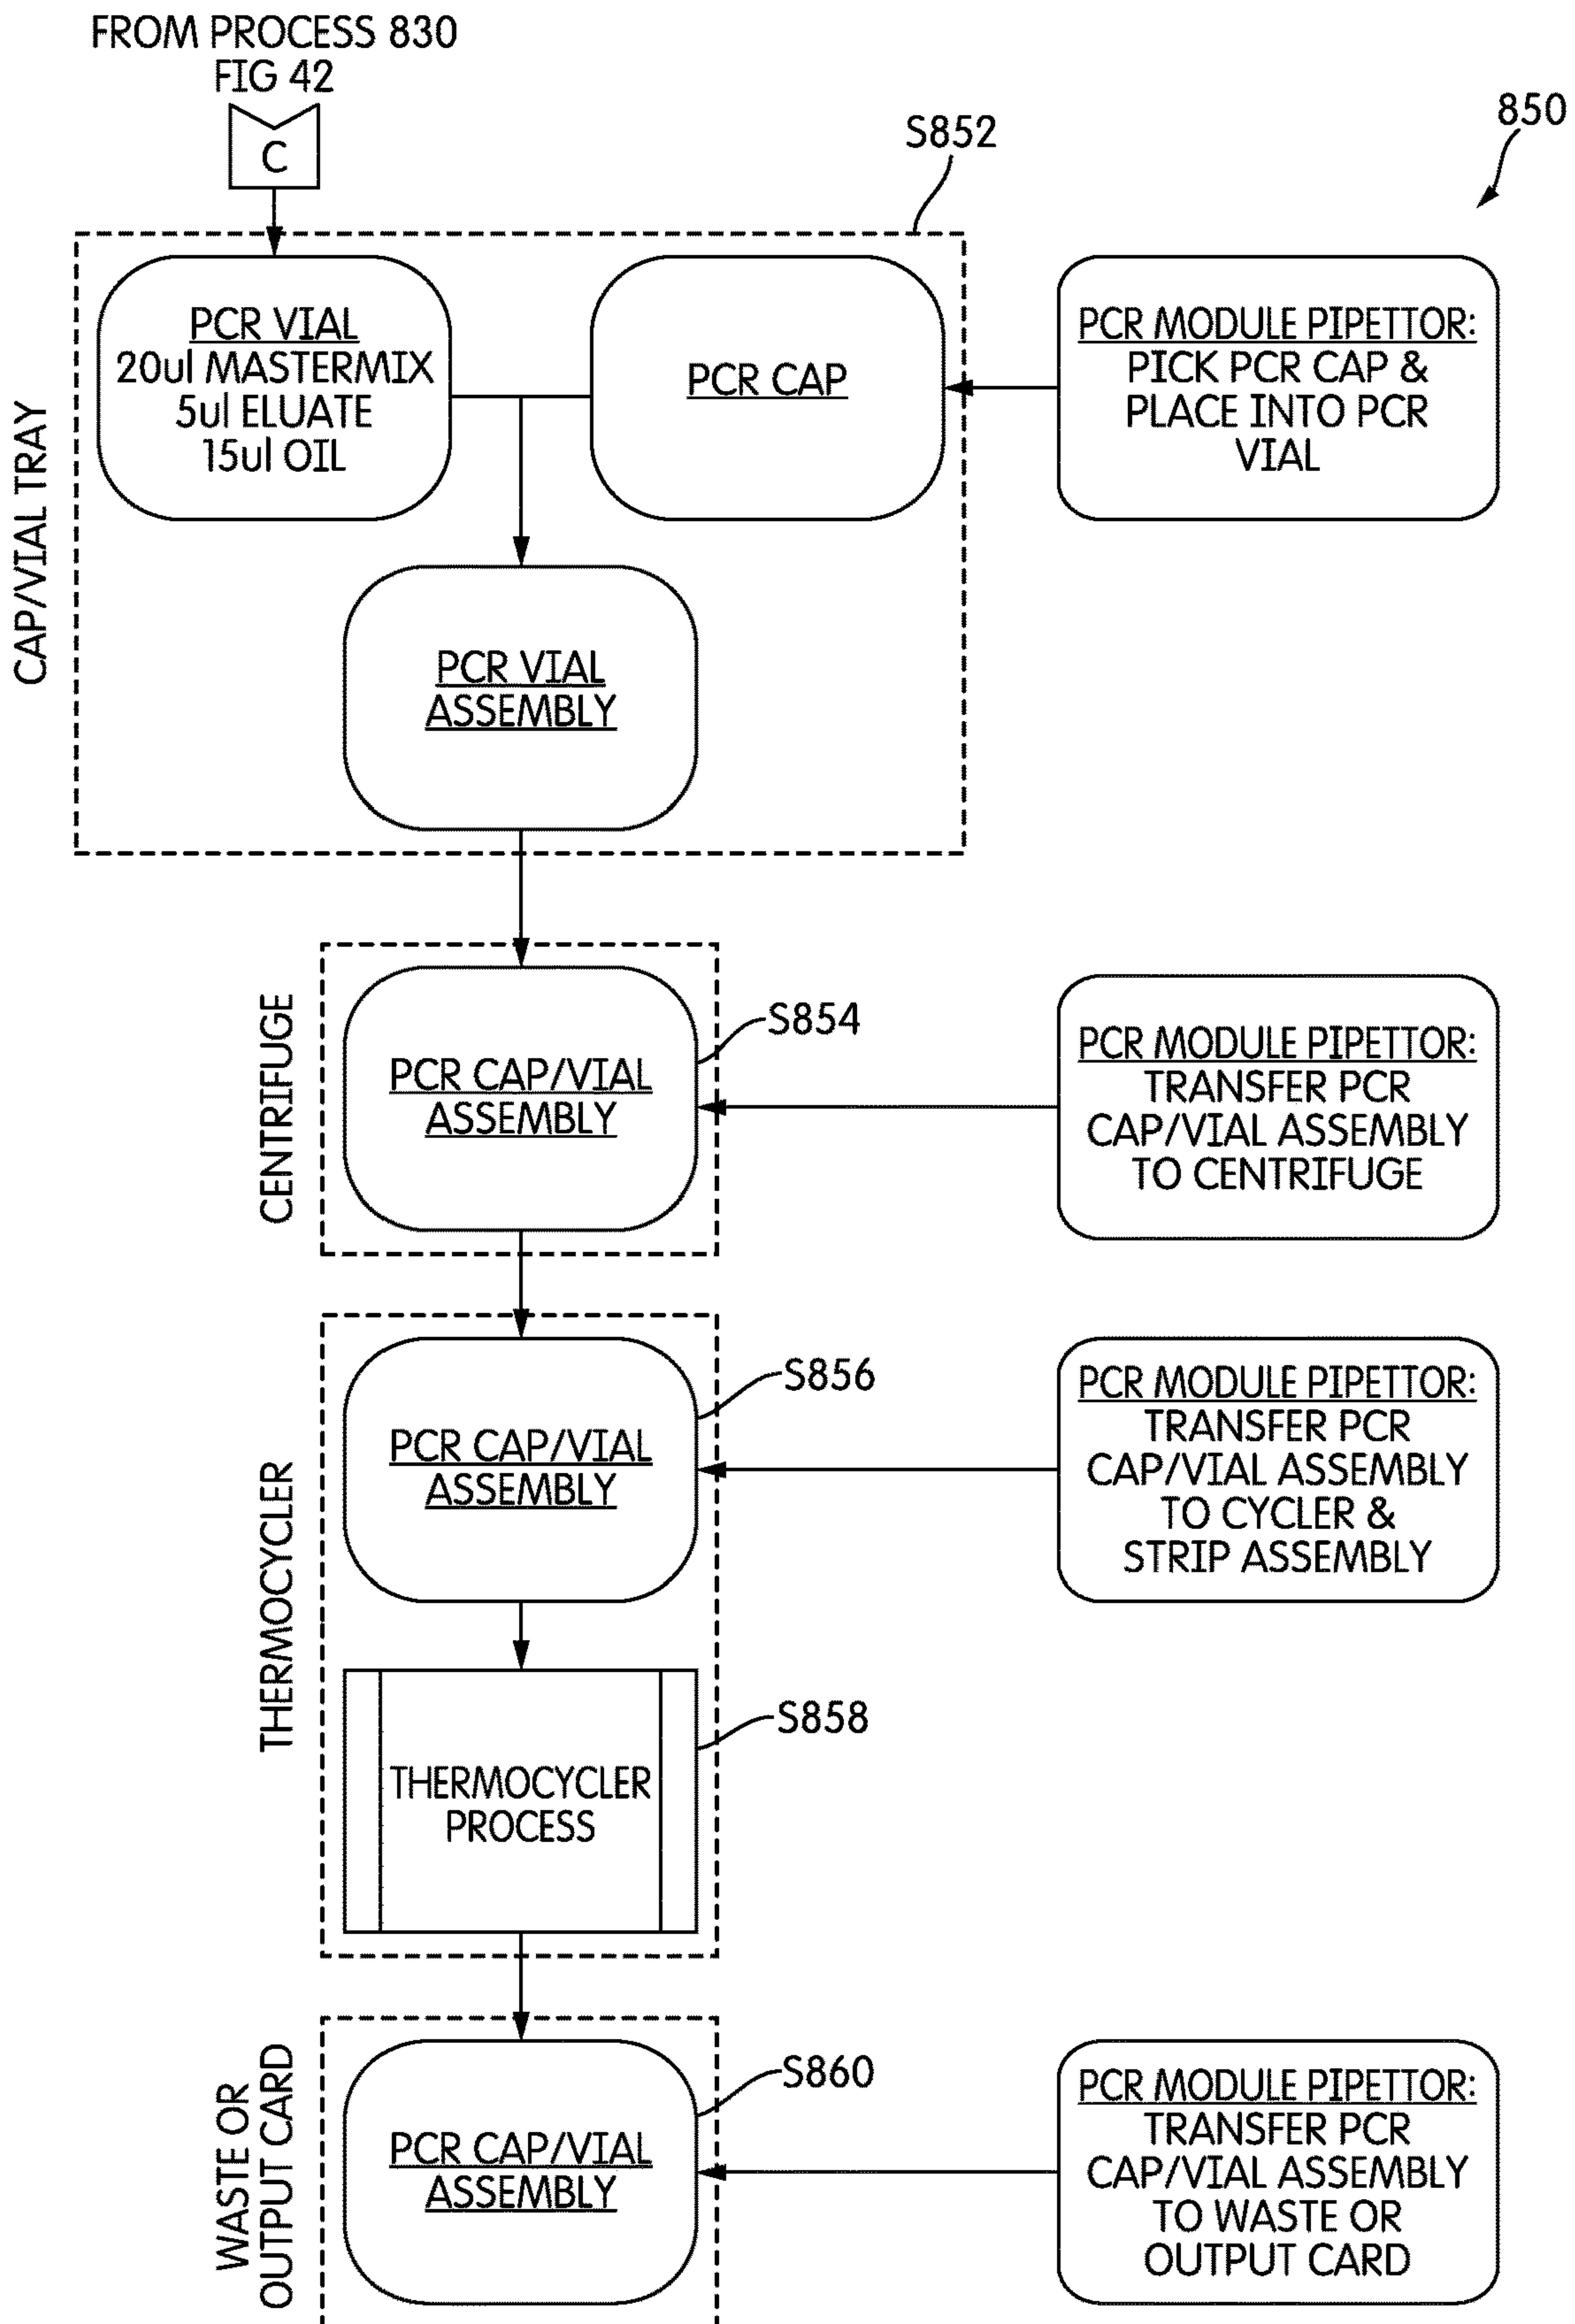 FROM PROCESS 830
FIG 42
C
850
S852
CAP/VIAL TRAY
PCR VIAL
20ul MASTERMIX
5ul ELUATE
15ul OIL
PCR CAP
PCR MODULE PIPETTOR:
PICK PCR CAP &
PLACE INTO PCR
VIAL
PCR VIAL
ASSEMBLY
CENTRIFUGE
S854
PCR CAP/VIAL
ASSEMBLY
PCR MODULE PIPETTOR:
TRANSFER PCR
CAP/VIAL ASSEMBLY
TO CENTRIFUGE
THERMOCYCLER
S856
PCR CAP/VIAL
ASSEMBLY
PCR MODULE PIPETTOR:
TRANSFER PCR
CAP/VIAL ASSEMBLY
TO CYCLER &
STRIP ASSEMBLY
S858
THERMOCYCLER
PROCESS
WASTE OR
OUTPUT CARD
S860
PCR CAP/VIAL
ASSEMBLY
PCR MODULE PIPETTOR:
TRANSFER PCR
CAP/VIAL ASSEMBLY
TO WASTE OR
OUTPUT CARD